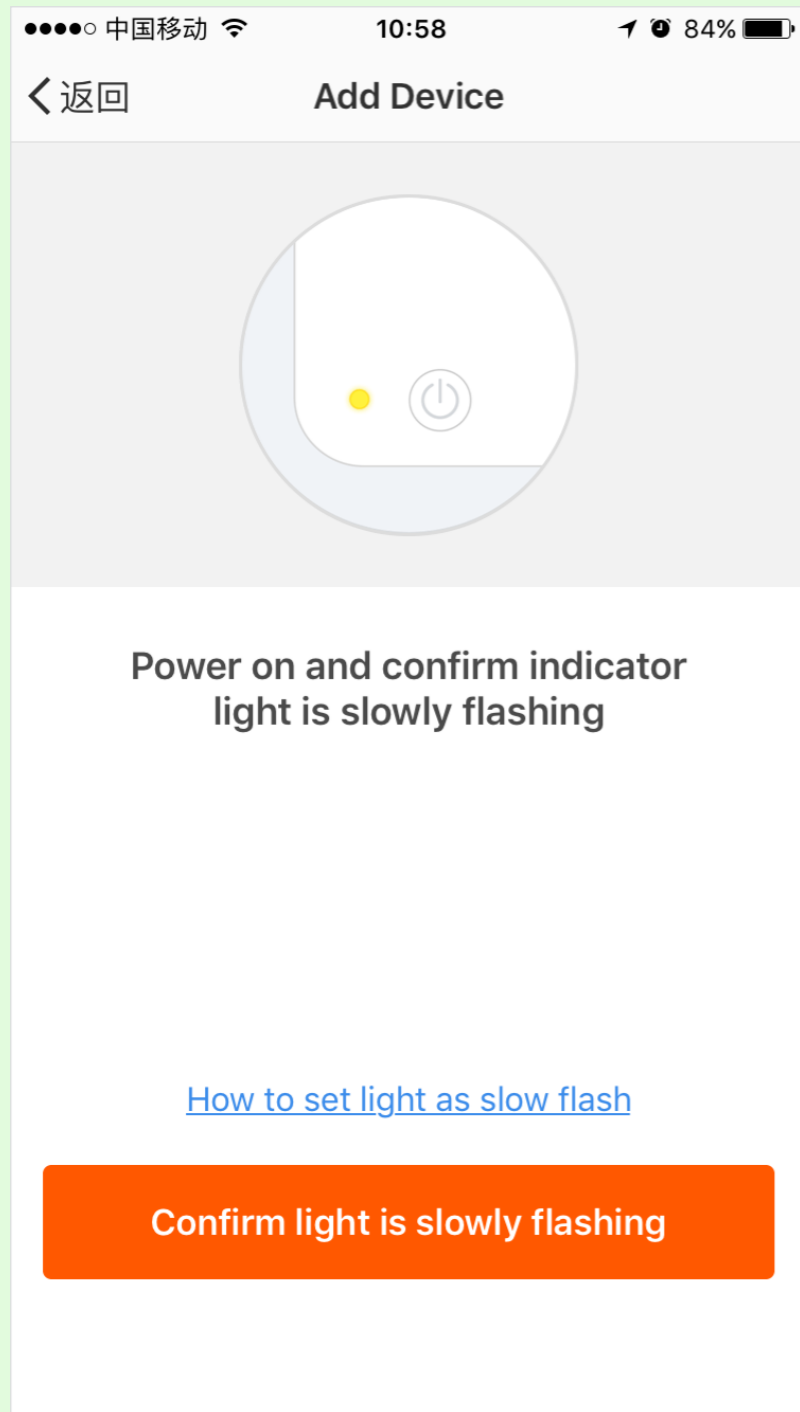 中国移动 10:58 84%
返回 Add Device
Power on and confirm indicator
light is slowly flashing
How to set light as slow flash
Confirm light is slowly flashing